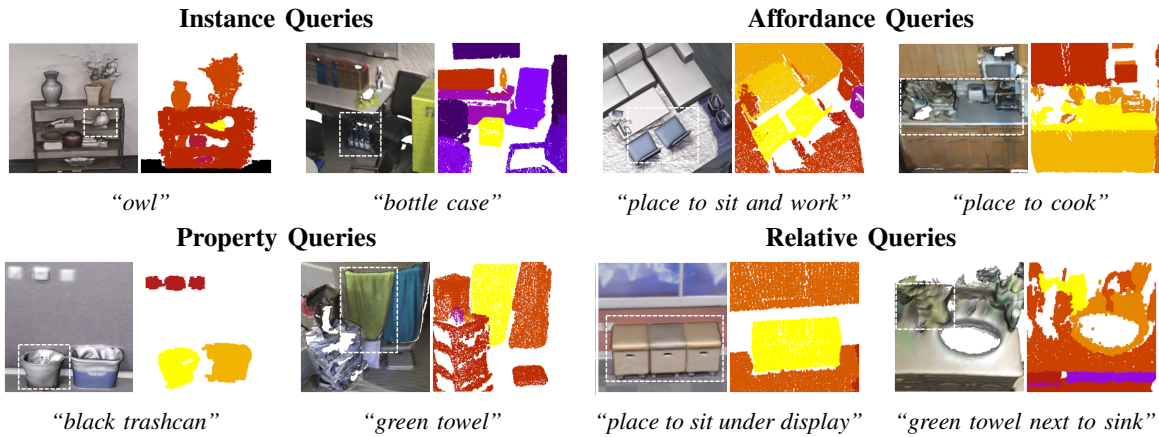 Instance Queries
Affordance Queries
“owl”
“bottle case”
“place to sit and work”
“place to cook”
Property Queries
Relative Queries
“black trashcan”
“green towel”
“place to sit under display”
“green towel next to sink”